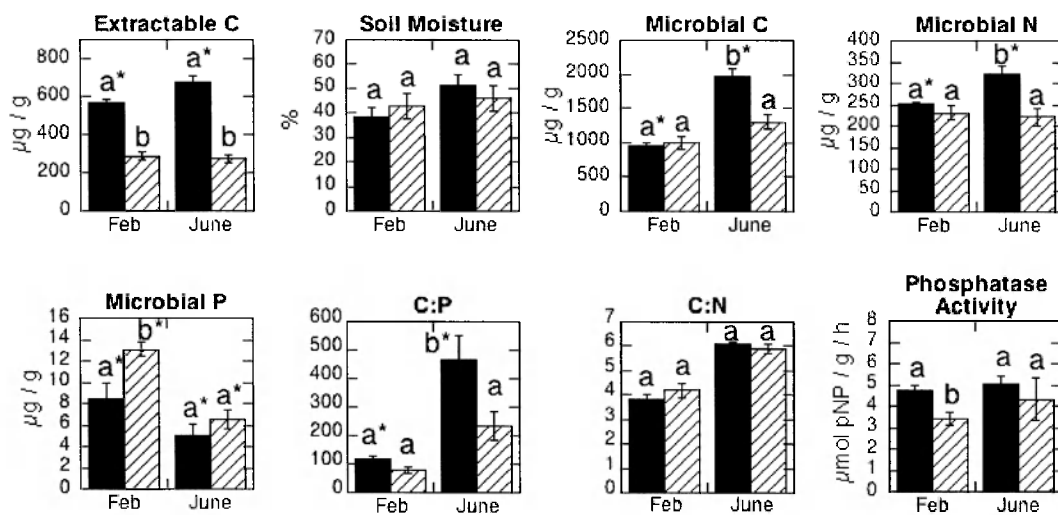 Extractable C
µg / g
800
600
400
200
0
a*
b
a*
b
Feb June
Soil Moisture
%
70
60
50
40
30
20
10
0
a
a
a
a
Feb June
Microbial C
µg / g
2500
2000
1500
1000
500
0
a*
a
b*
a
Feb June
Microbial N
µg / g
400
350
300
250
200
150
100
50
0
a*
a
b*
a
Feb June
Microbial P
µg / g
16
14
12
10
8
6
4
2
0
a*
b*
a*
a*
Feb June
C:P
600
500
400
300
200
100
0
a*
a
b*
a
Feb June
C:N
7
6
5
4
3
2
1
0
a
a
a
a
Feb June
Phosphatase
Activity
µmol pNP / g / h
8
7
6
5
4
3
2
1
0
a
b
a
a
Feb June